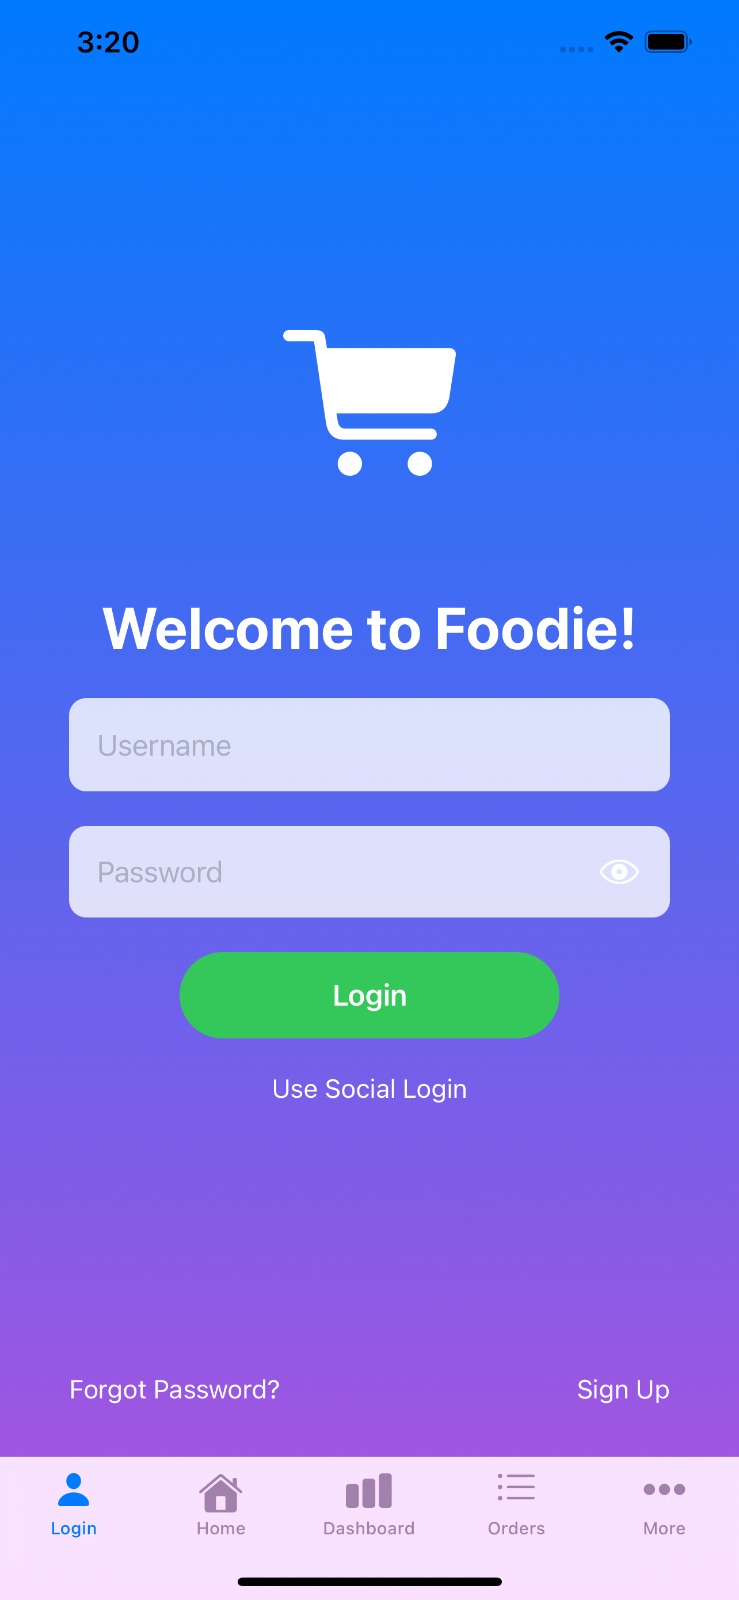 3:20
Welcome to Foodie!
Username
Password
Login
Use Social Login
Forgot Password? Sign Up
Login Home Dashboard Orders More